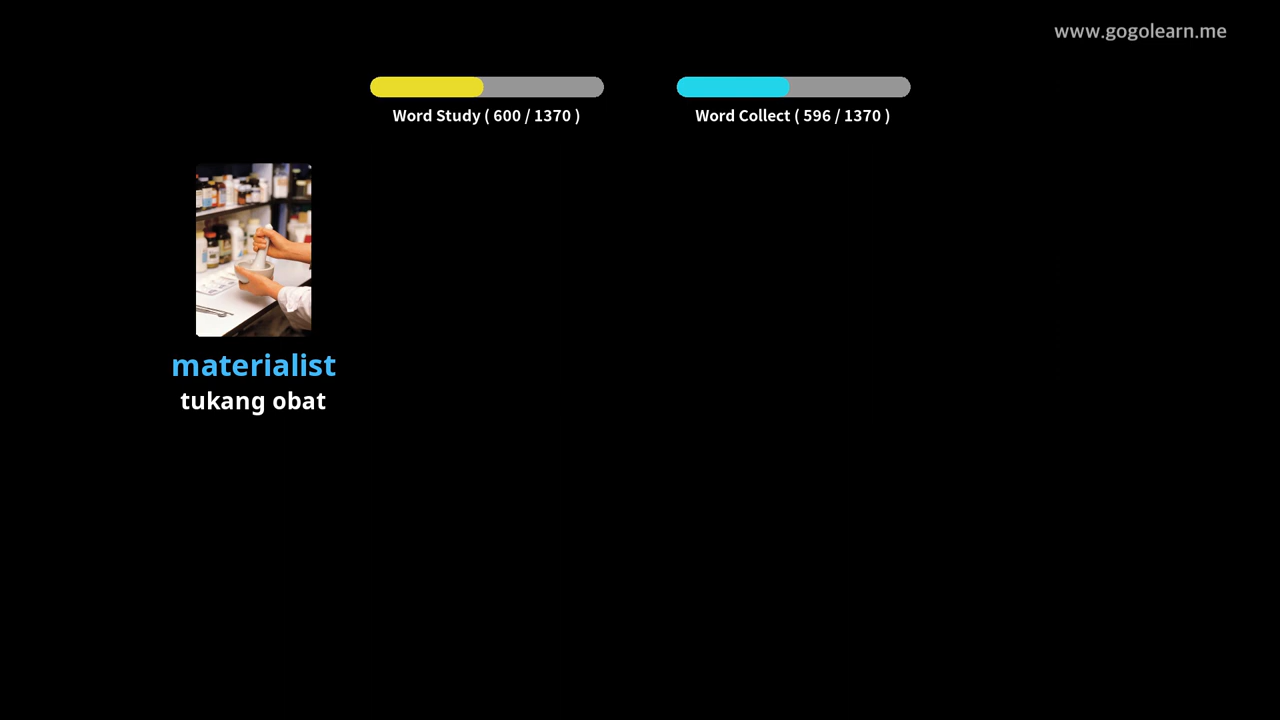 www.gogolearn.me
Word Study ( 600 / 1370 )
Word Collect ( 596 / 1370 )
materialist
tukang obat